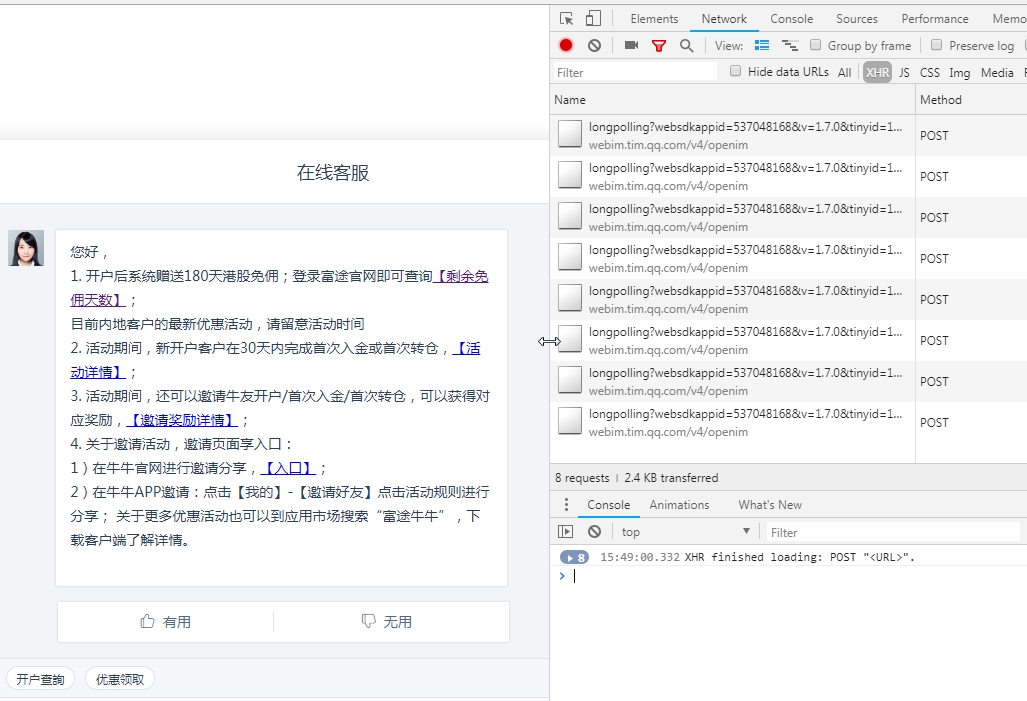 Elements Network Console Sources Performance Memo
View: Group by frame Preserve log
Filter Hide data URLs All XHR JS CSS Img Media
Name Method
longpolling?websdkappid=537048168&v=1.7.0&tinyid=1... POST
webim.tim.qq.com/v4/openim
longpolling?websdkappid=537048168&v=1.7.0&tinyid=1... POST
webim.tim.qq.com/v4/openim
longpolling?websdkappid=537048168&v=1.7.0&tinyid=1... POST
webim.tim.qq.com/v4/openim
longpolling?websdkappid=537048168&v=1.7.0&tinyid=1... POST
webim.tim.qq.com/v4/openim
longpolling?websdkappid=537048168&v=1.7.0&tinyid=1... POST
webim.tim.qq.com/v4/openim
longpolling?websdkappid=537048168&v=1.7.0&tinyid=1... POST
webim.tim.qq.com/v4/openim
longpolling?websdkappid=537048168&v=1.7.0&tinyid=1... POST
webim.tim.qq.com/v4/openim
longpolling?websdkappid=537048168&v=1.7.0&tinyid=1... POST
webim.tim.qq.com/v4/openim
8 requests | 2.4 KB transferred
Console Animations What's New
top Filter
8 15:49:00.332 XHR finished loading: POST "<URL>".
在线客服
您好，
1. 开户后系统赠送180天港股免佣；登录富途官网即可查询【剩余免
佣天数】；
目前内地客户的最新优惠活动，请留意活动时间
2. 活动期间，新开户客户在30天内完成首次入金或首次转仓，【活
动详情】；
3. 活动期间，还可以邀请牛友开户/首次入金/首次转仓，可以获得对
应奖励，【邀请奖励详情】；
4. 关于邀请活动，邀请页面享入口：
1）在牛牛官网进行邀请分享，【入口】；
2）在牛牛APP邀请：点击【我的】-【邀请好友】点击活动规则进行
分享； 关于更多优惠活动也可以到应用市场搜索“富途牛牛”，下
载客户端了解详情。
有用 无用
开户查詢 优惠领取